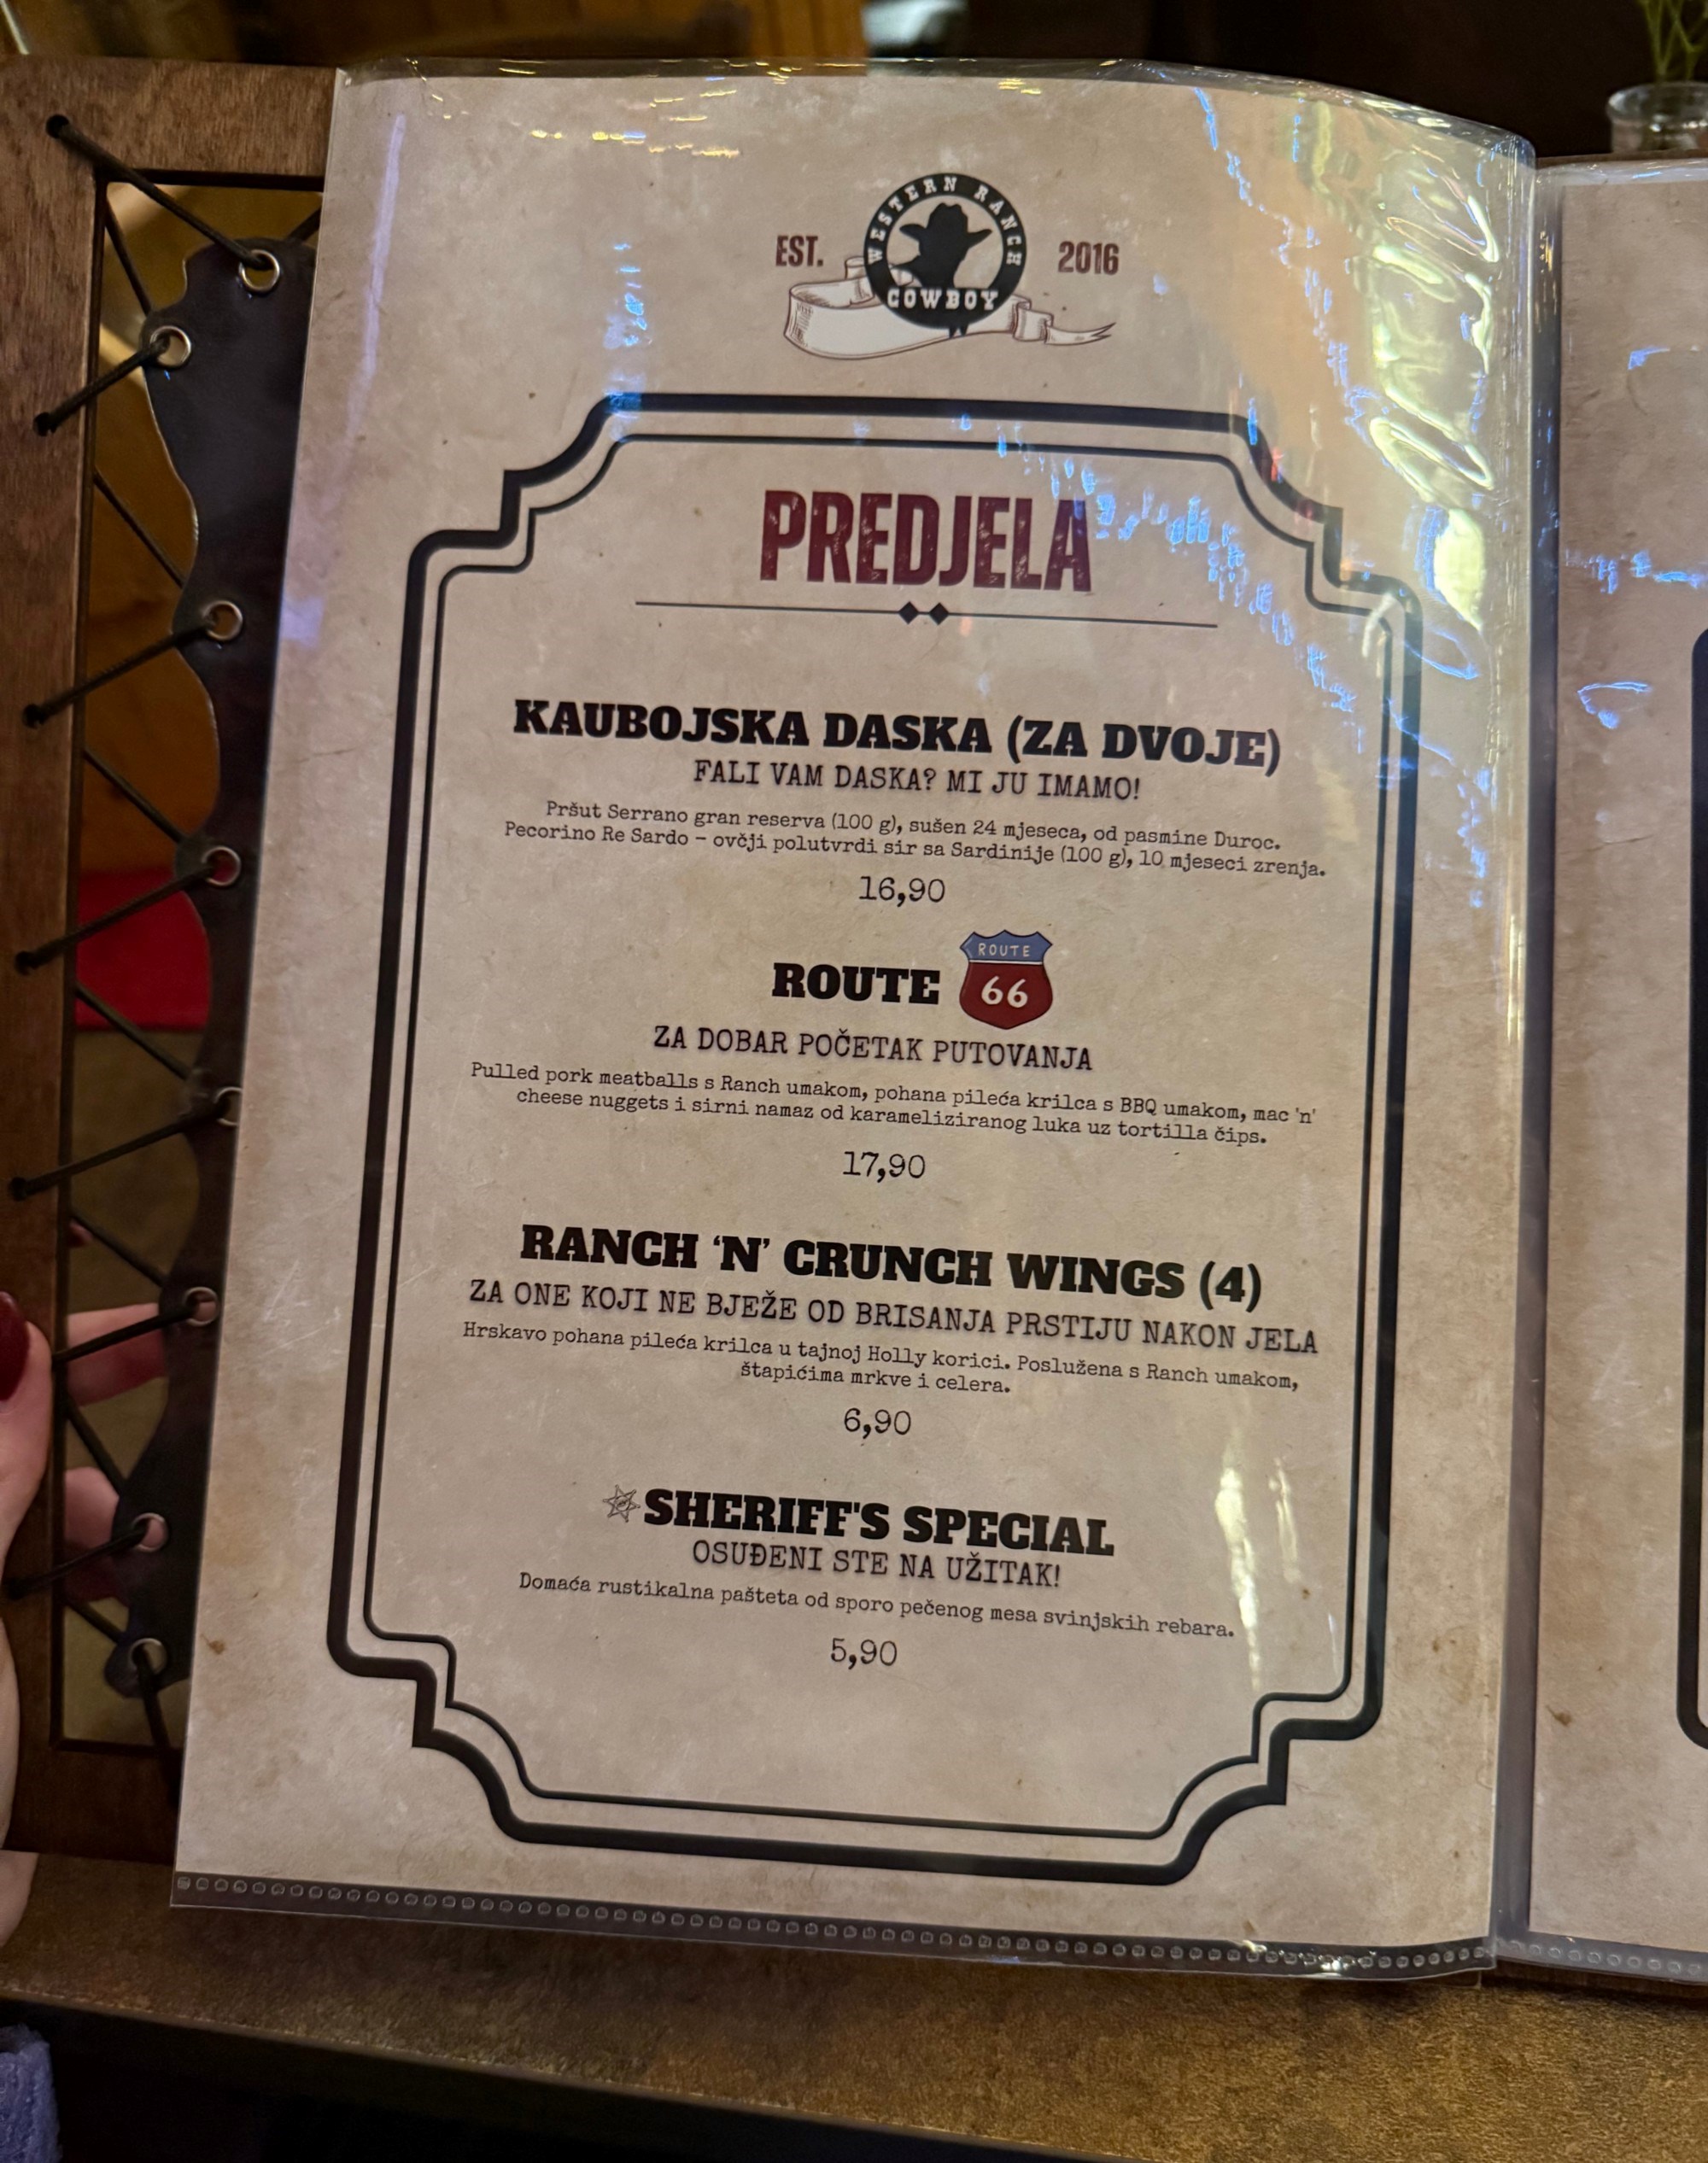 WESTERN RANCH
EST. 2016
COWBOY
PREDJELA
KAUBOJSKA DASKA (ZA DVOJE)
FALI VAM DASKA? MI JU IMAMO!
Pršut Serrano gran reserva (100 g), sušen 24 mjeseca, od pasmine Duroc.
Pecorino Re Sardo – ovčji polutvrdi sir sa Sardinije (100 g), 10 mjeseci zrenja.
16,90
ROUTE ROUTE 66
ZA DOBAR POČETAK PUTOVANJA
Pulled pork meatballs s Ranch umakom, pohana pileća krilca s BBQ umakom, mac 'n'
cheese nuggets i sirni namaz od karameliziranog luka uz tortilla čips.
17,90
RANCH ‘N’ CRUNCH WINGS (4)
ZA ONE KOJI NE BJEŽE OD BRISANJA PRSTIJU NAKON JELA
Hrskavo pohana pileća krilca u tajnoj Holly korici. Poslužena s Ranch umakom,
štapićima mrkve i celera.
6,90
SHERIFF'S SPECIAL
OSUĐENI STE NA UŽITAK!
Domaća rustikalna pašteta od sporo pečenog mesa svinjskih rebara.
5,90